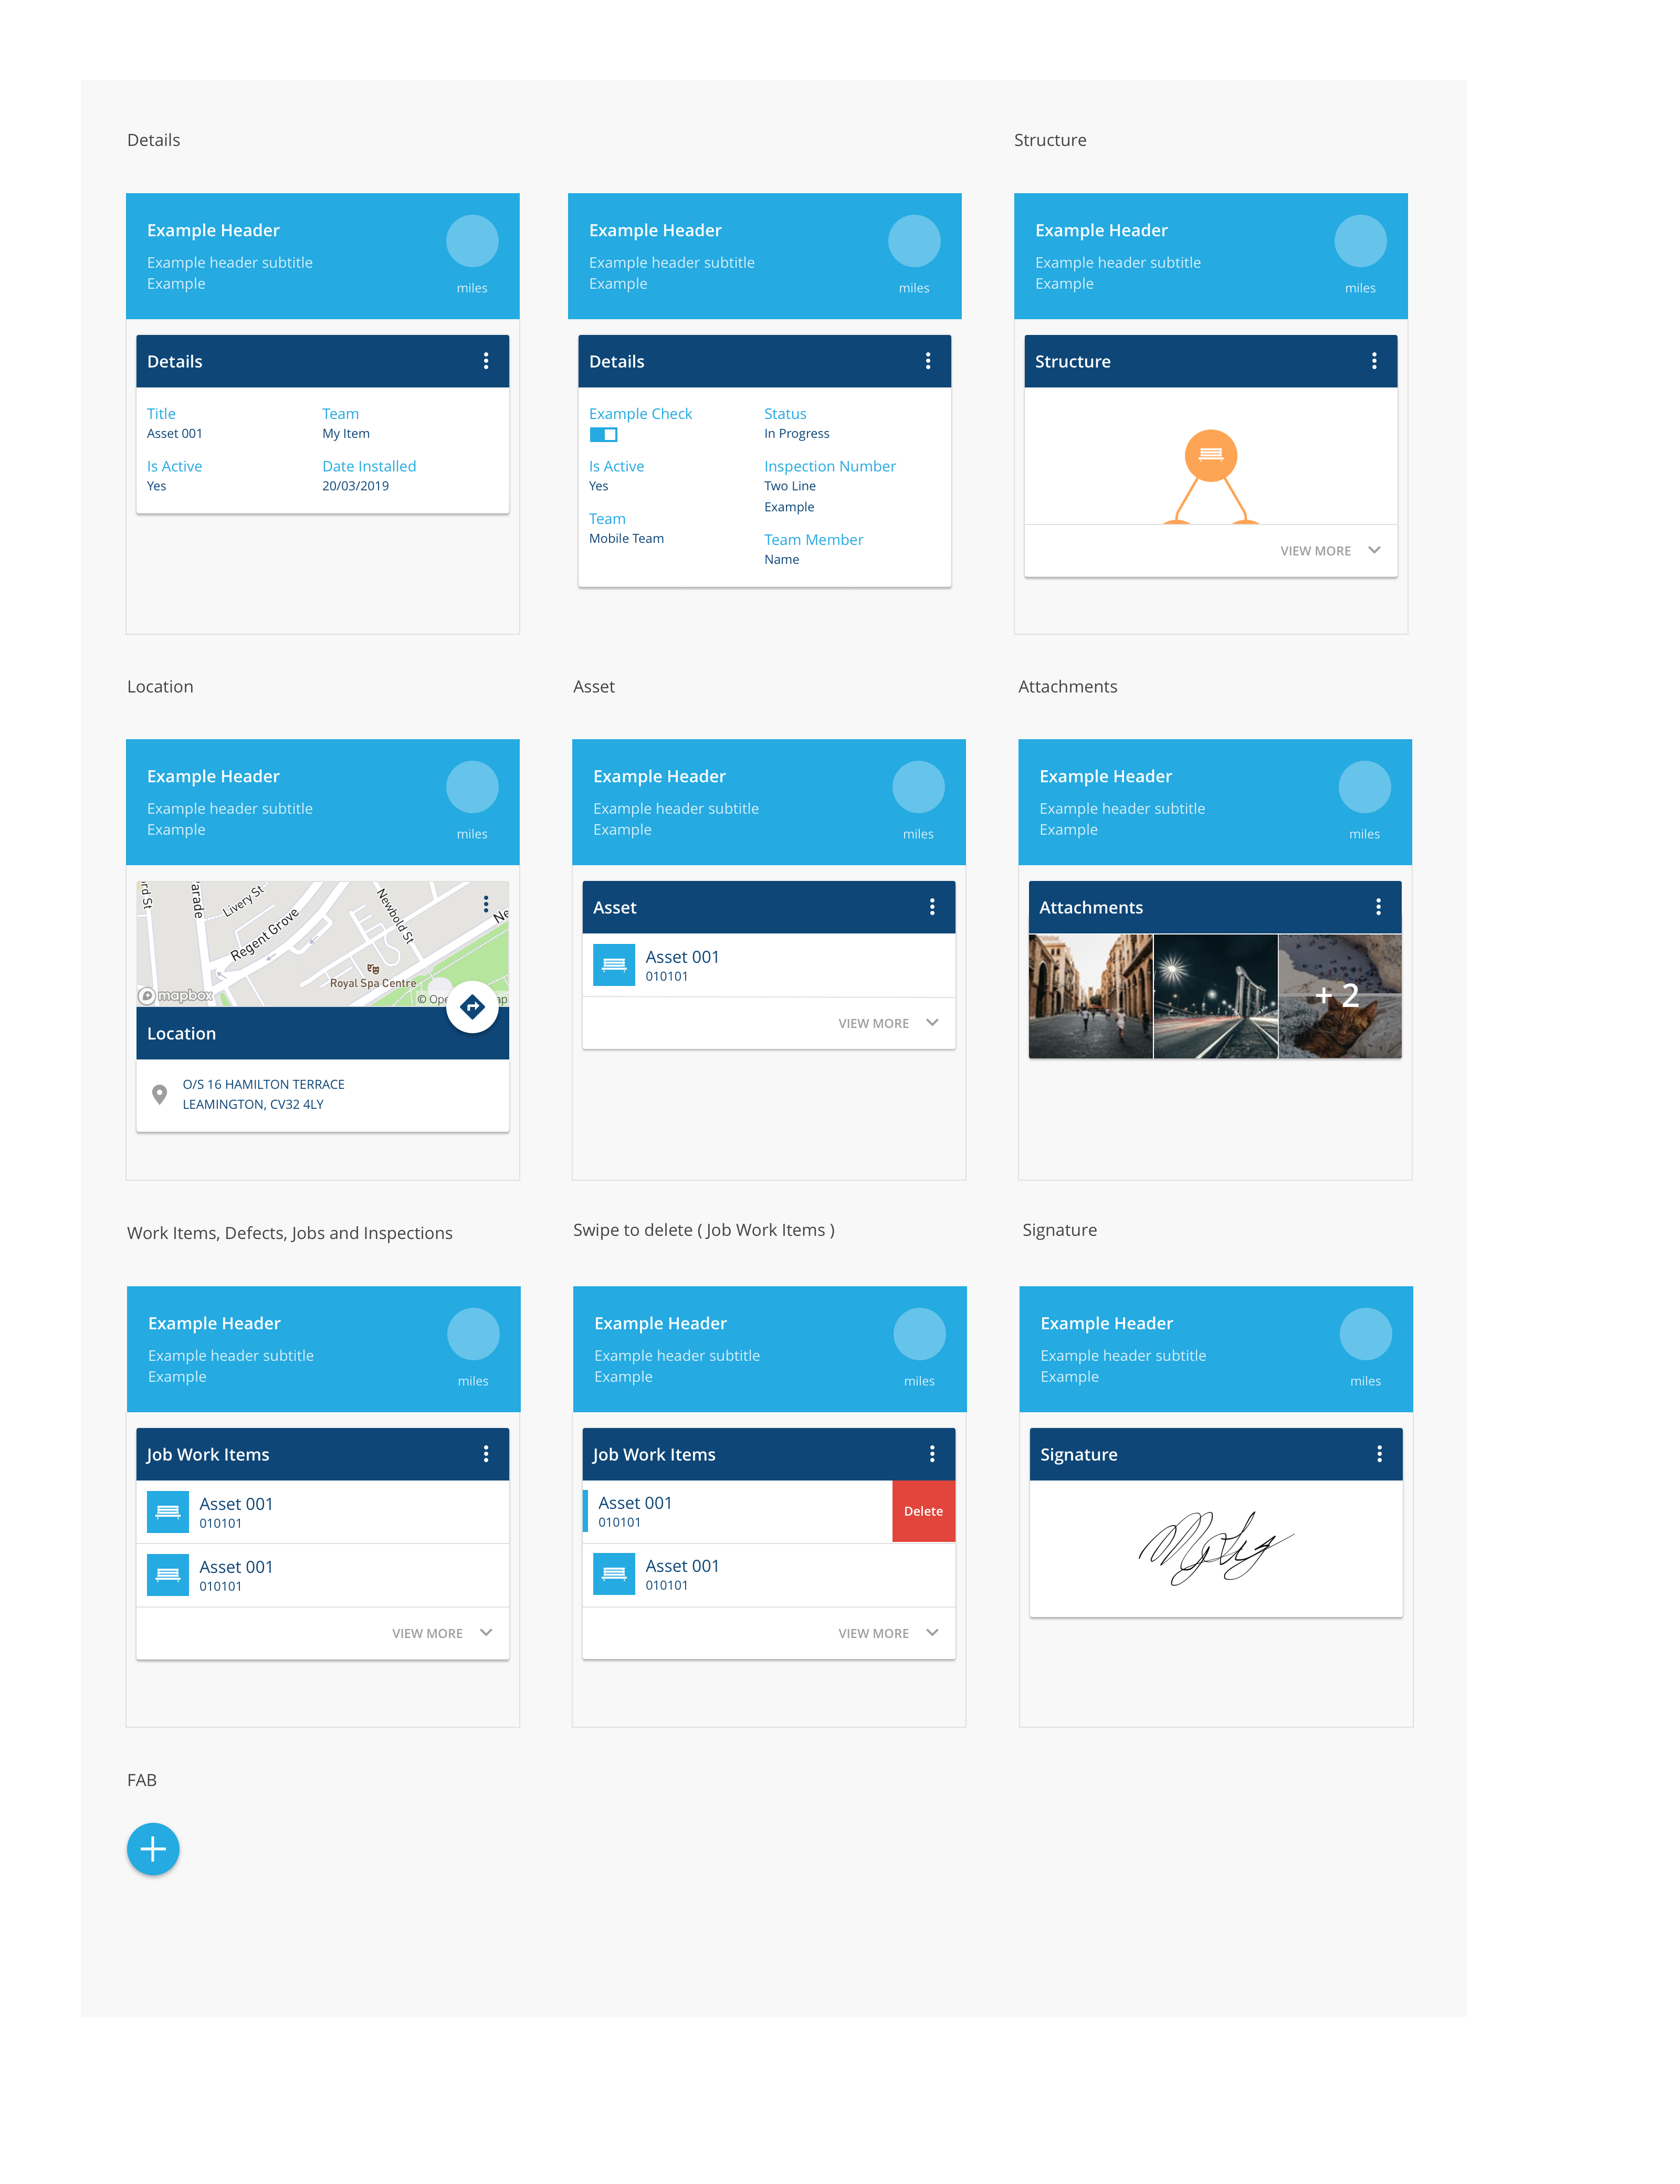 Details
Structure
Example Header
Example header subtitle
Example
miles
Details
Title
Asset 001
Team
My Item
Is Active
Yes
Date Installed
20/03/2019
Example Header
Example header subtitle
Example
miles
Details
Example Check
Status
In Progress
Is Active
Yes
Inspection Number
Two Line
Example
Team
Mobile Team
Team Member
Name
Example Header
Example header subtitle
Example
miles
Structure
VIEW MORE
Location
Asset
Attachments
Example Header
Example header subtitle
Example
miles
rd St
arade
Livery St
Regent Grove
Newbold St
Royal Spa Centre
mapbox
Location
O/S 16 HAMILTON TERRACE
LEAMINGTON, CV32 4LY
Example Header
Example header subtitle
Example
miles
Asset
Asset 001
010101
VIEW MORE
Example Header
Example header subtitle
Example
miles
Attachments
+ 2
Work Items, Defects, Jobs and Inspections
Swipe to delete ( Job Work Items )
Signature
Example Header
Example header subtitle
Example
miles
Job Work Items
Asset 001
010101
Asset 001
010101
VIEW MORE
Example Header
Example header subtitle
Example
miles
Job Work Items
Asset 001
010101
Delete
Asset 001
010101
VIEW MORE
Example Header
Example header subtitle
Example
miles
Signature
FAB